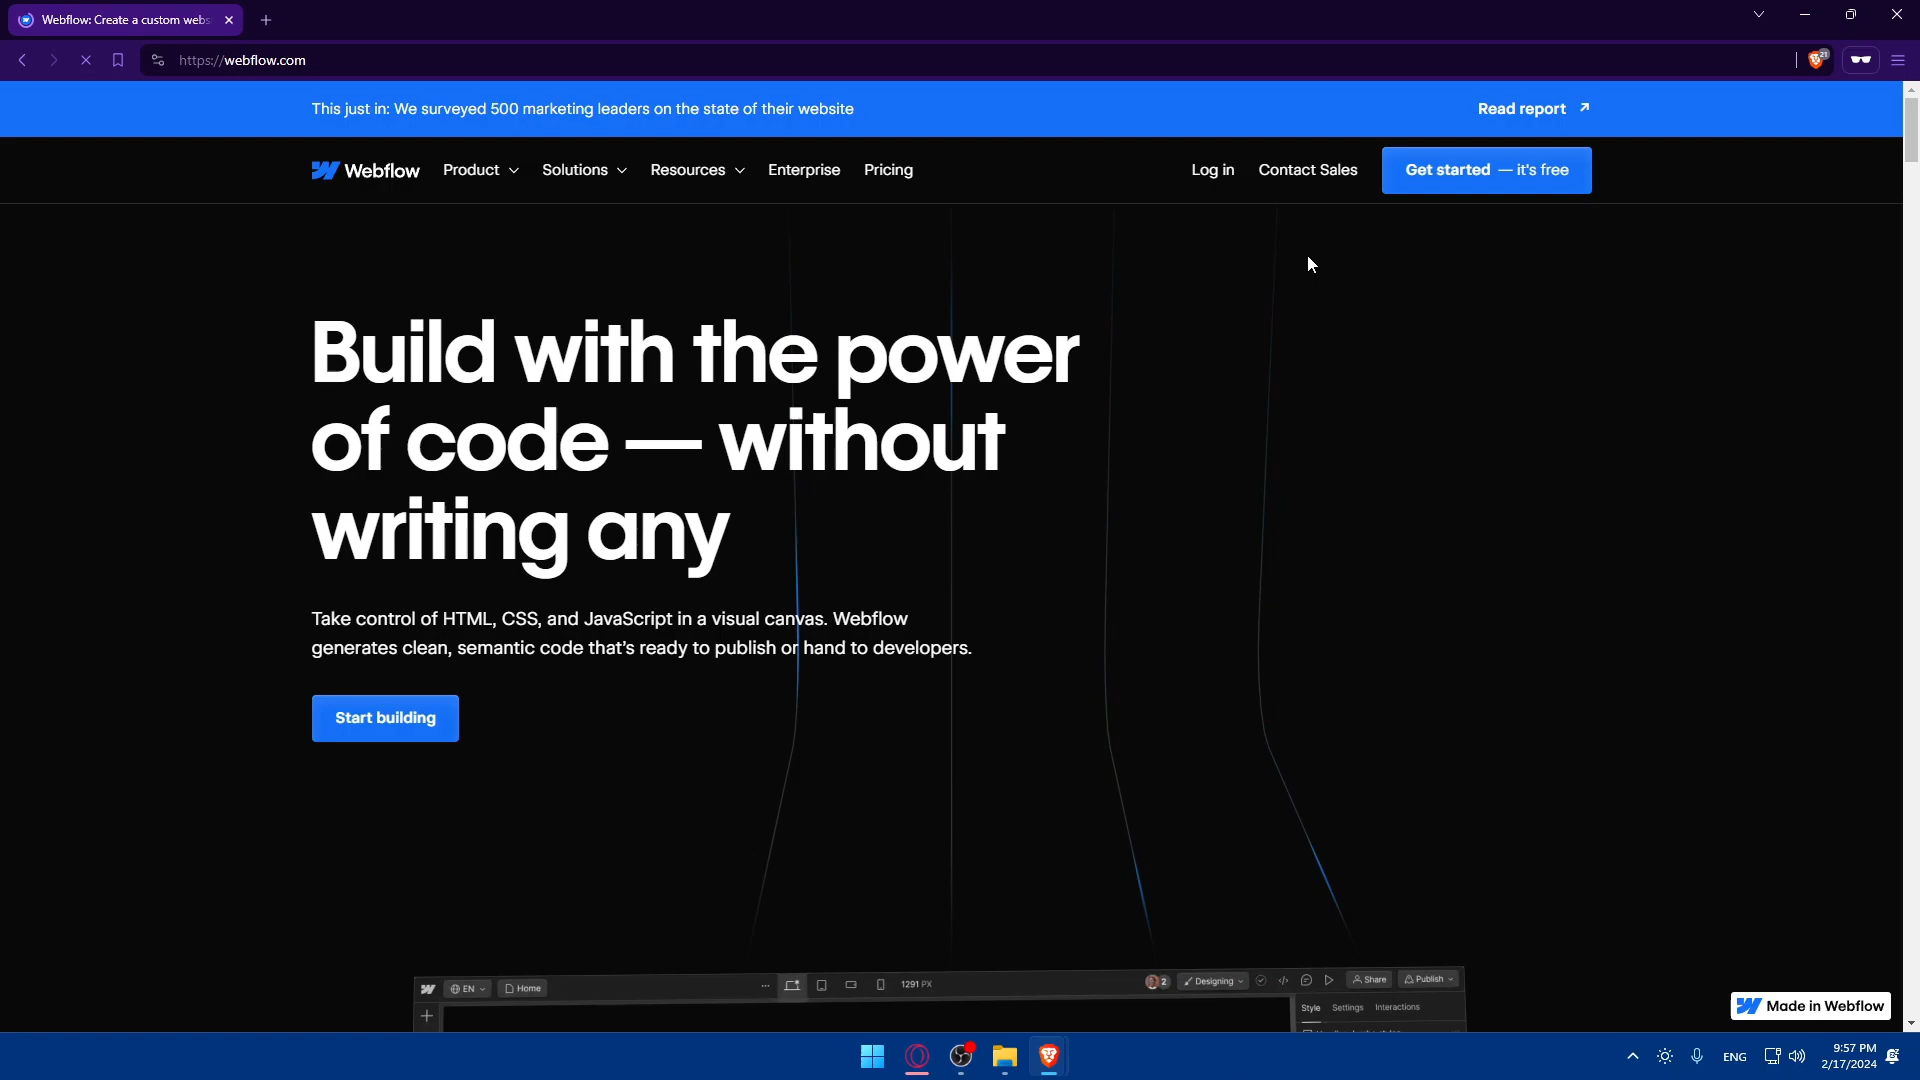 Webflow: Create a custom webs
https://webflow.com
21
This just in: We surveyed 500 marketing leaders on the state of their website
Read report
Webflow
Product
Solutions
Resources
Enterprise
Pricing
Log in
Contact Sales
Get started — it's free
Build with the power
of code — without
writing any
Take control of HTML, CSS, and JavaScript in a visual canvas. Webflow
generates clean, semantic code that's ready to publish or hand to developers.
Start building
EN
Home
1291 PX
2
Designing
Share
Publish
Style
Settings
Interactions
Made in Webflow
ENG
9:57 PM
2/17/2024